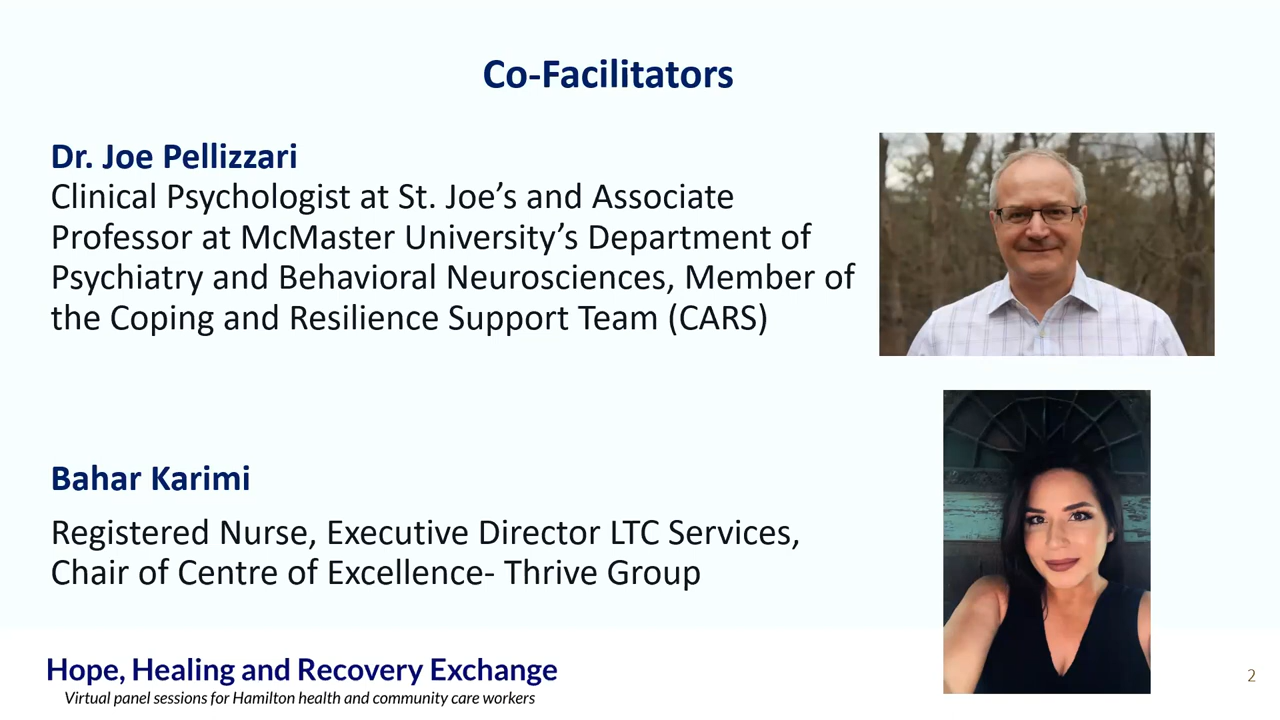 Co-Facilitators
Dr. Joe Pellizzari
Clinical Psychologist at St. Joe’s and Associate
Professor at McMaster University’s Department of
Psychiatry and Behavioral Neurosciences, Member of
the Coping and Resilience Support Team (CARS)
Bahar Karimi
Registered Nurse, Executive Director LTC Services,
Chair of Centre of Excellence- Thrive Group
Hope, Healing and Recovery Exchange
Virtual panel sessions for Hamilton health and community care workers
2